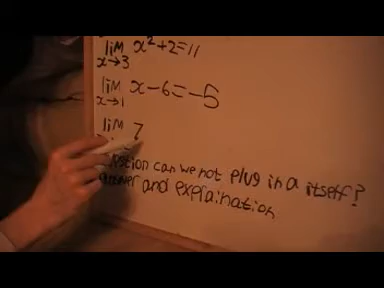 lim x²+2=11
x→3
lim x-6=-5
x→1
lim 7
can we not plug in a itself?
and explaination